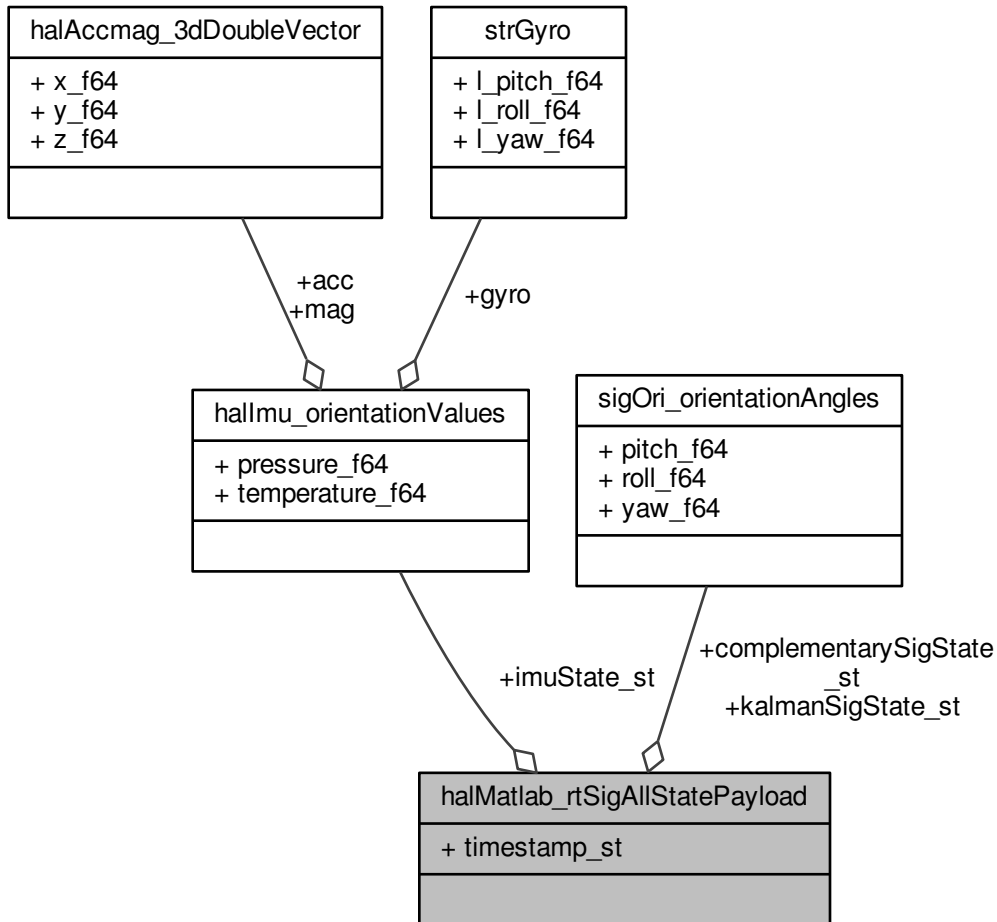 halAccmag_3dDoubleVector
+ x_f64
+ y_f64
+ z_f64
strGyro
+ l_pitch_f64
+ l_roll_f64
+ l_yaw_f64
+acc
+mag
+gyro
halImu_orientationValues
+ pressure_f64
+ temperature_f64
sigOri_orientationAngles
+ pitch_f64
+ roll_f64
+ yaw_f64
+imuState_st
+complementarySigState
_st
+kalmanSigState_st
halMatlab_rtSigAllStatePayload
+ timestamp_st